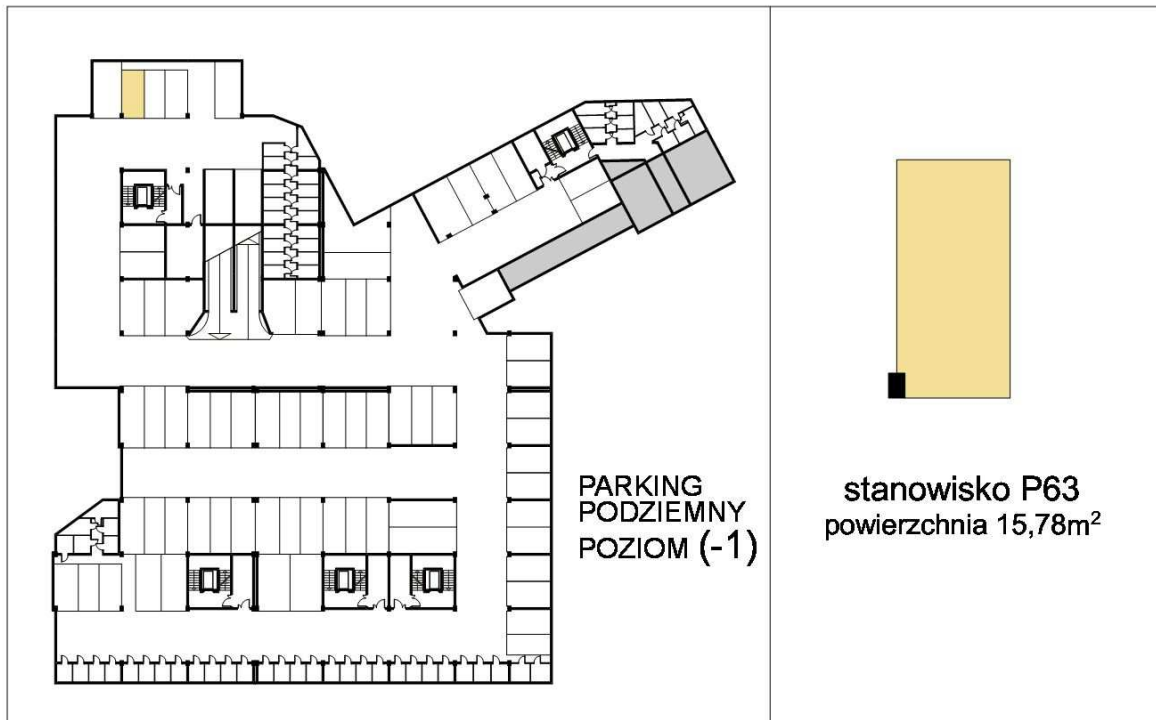 PARKING
PODZIEMNY
POZIOM (-1)
stanowisko P63
powierzchnia 15,78m²